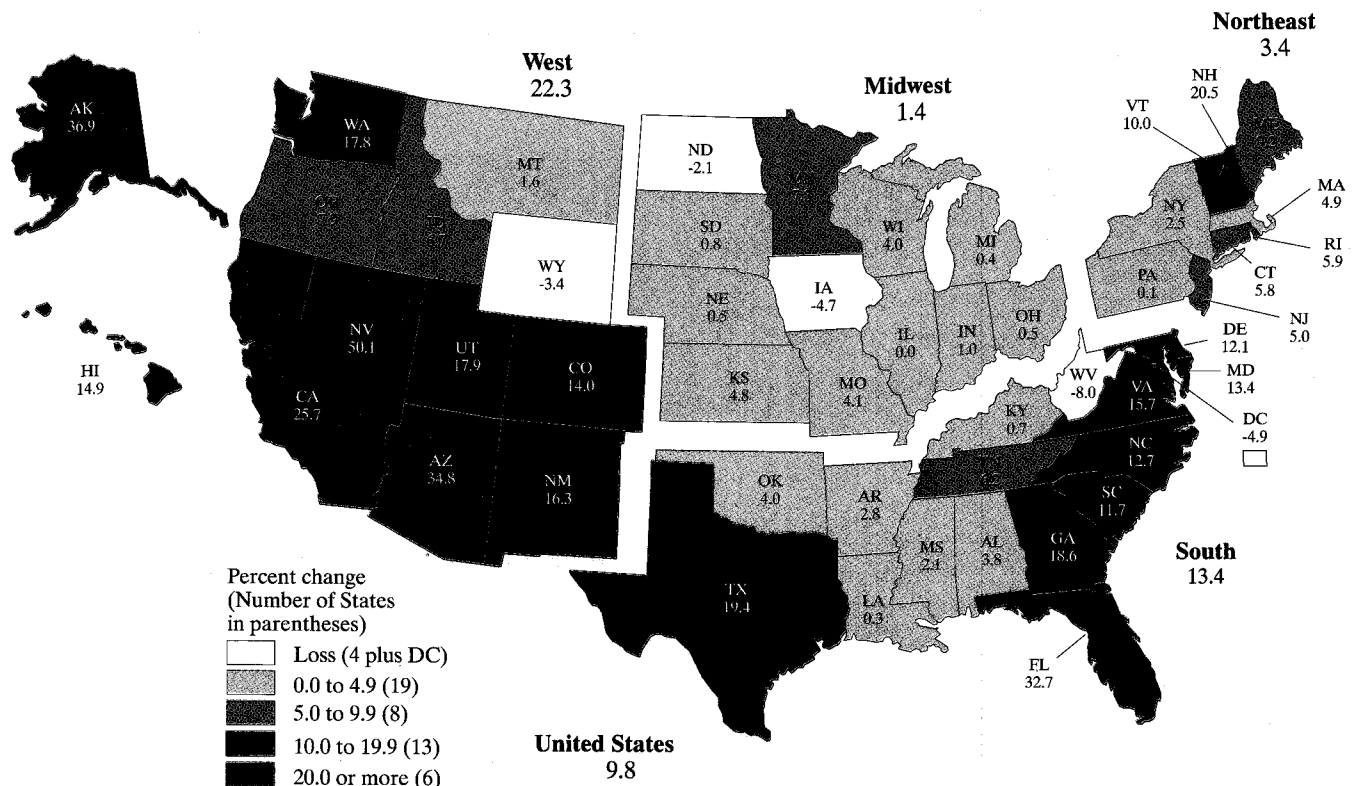 Northeast
3.4
West
22.3
Midwest
1.4
NH
20.5
VT
10.0
AK
36.9
WA
17.8
MT
1.6
ND
-2.1
MA
4.9
NY
2.5
SD
0.8
WI
4.0
MI
0.4
RI
5.9
CT
5.8
WY
-3.4
IA
-4.7
PA
0.1
NJ
5.0
NE
0.5
IL
0.0
IN
1.0
OH
0.5
DE
12.1
NV
50.1
UT
17.9
CO
14.0
HI
14.9
WV
-8.0
MD
13.4
VA
15.7
KS
4.8
MO
4.1
CA
25.7
KY
0.7
DC
-4.9
NC
12.7
AZ
34.8
NM
16.3
OK
4.0
AR
2.8
SC
11.7
GA
18.6
MS
AL
3.8
South
13.4
TX
19.4
LA
0.3
FL
32.7
Percent change
(Number of States
in parentheses)
Loss (4 plus DC)
0.0 to 4.9 (19)
5.0 to 9.9 (8)
10.0 to 19.9 (13)
20.0 or more (6)
United States
9.8